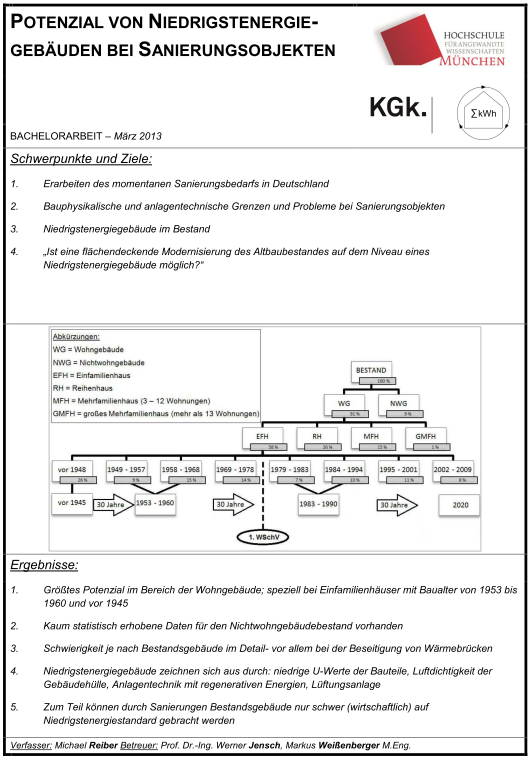 POTENZIAL VON NIEDRIGSTENERGIE-
GEBÄUDEN BEI SANIERUNGSOBJEKTEN
HOCHSCHULE
FÜR ANGEWANDTE
WISSENSCHAFTEN
MÜNCHEN
KGk.
∑kWh
BACHELORARBEIT – März 2013
Schwerpunkte und Ziele:
1. Erarbeiten des momentanen Sanierungsbedarfs in Deutschland
2. Bauphysikalische und anlagentechnische Grenzen und Probleme bei Sanierungsobjekten
3. Niedrigstenergiegebäude im Bestand
4. „Ist eine flächendeckende Modernisierung des Altbaubestandes auf dem Niveau eines
Niedrigstenergiegebäude möglich?“
Abkürzungen:
WG = Wohngebäude
NWG = Nichtwohngebäude
EFH = Einfamilienhaus
RH = Reihenhaus
MFH = Mehrfamilienhaus (3 – 12 Wohnungen)
GMFH = großes Mehrfamilienhaus (mehr als 13 Wohnungen)
BESTAND
100 %
WG NWG
91 % 9 %
EFH RH MFH GMFH
58 % 26 % 15 % 1 %
vor 1948 1949 - 1957 1958 - 1968 1969 - 1978 1979 - 1983 1984 - 1994 1995 - 2001 2002 - 2009
26 % 9 % 15 % 14 % 7 % 10 % 11 % 8 %
vor 1945 30 Jahre 1953 - 1960 30 Jahre 1983 - 1990 30 Jahre 2020
1. WSchV
Ergebnisse:
1. Größtes Potenzial im Bereich der Wohngebäude; speziell bei Einfamilienhäuser mit Baualter von 1953 bis
1960 und vor 1945
2. Kaum statistisch erhobene Daten für den Nichtwohngebäudebestand vorhanden
3. Schwierigkeit je nach Bestandsgebäude im Detail- vor allem bei der Beseitigung von Wärmebrücken
4. Niedrigstenergiegebäude zeichnen sich aus durch: niedrige U-Werte der Bauteile, Luftdichtigkeit der
Gebäudehülle, Anlagentechnik mit regenerativen Energien, Lüftungsanlage
5. Zum Teil können durch Sanierungen Bestandsgebäude nur schwer (wirtschaftlich) auf
Niedrigstenergiestandard gebracht werden
Verfasser: Michael Reiber Betreuer: Prof. Dr.-Ing. Werner Jensch, Markus Weißenberger M.Eng.